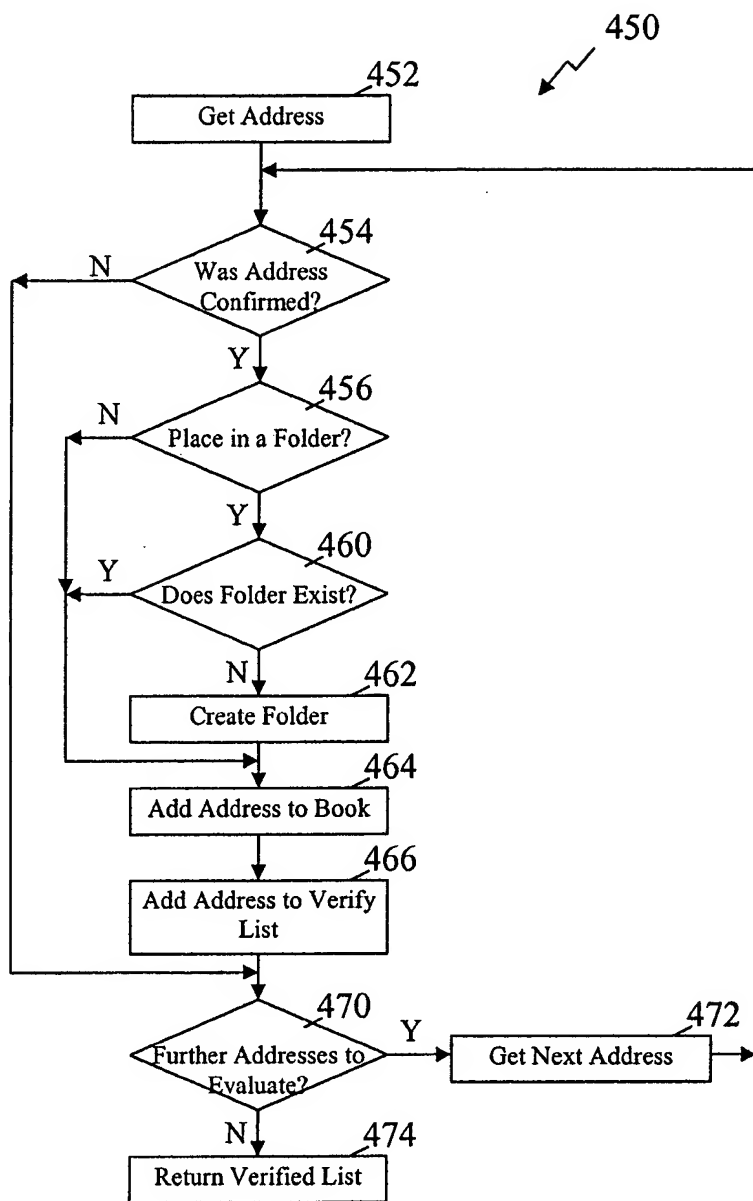 450
452
Get Address
454
N
Was Address
Confirmed?
Y
456
N
Place in a Folder?
Y
460
Y
Does Folder Exist?
N
462
Create Folder
464
Add Address to Book
466
Add Address to Verify
List
470
Y
472
Further Addresses to
Evaluate?
Get Next Address
N
474
Return Verified List